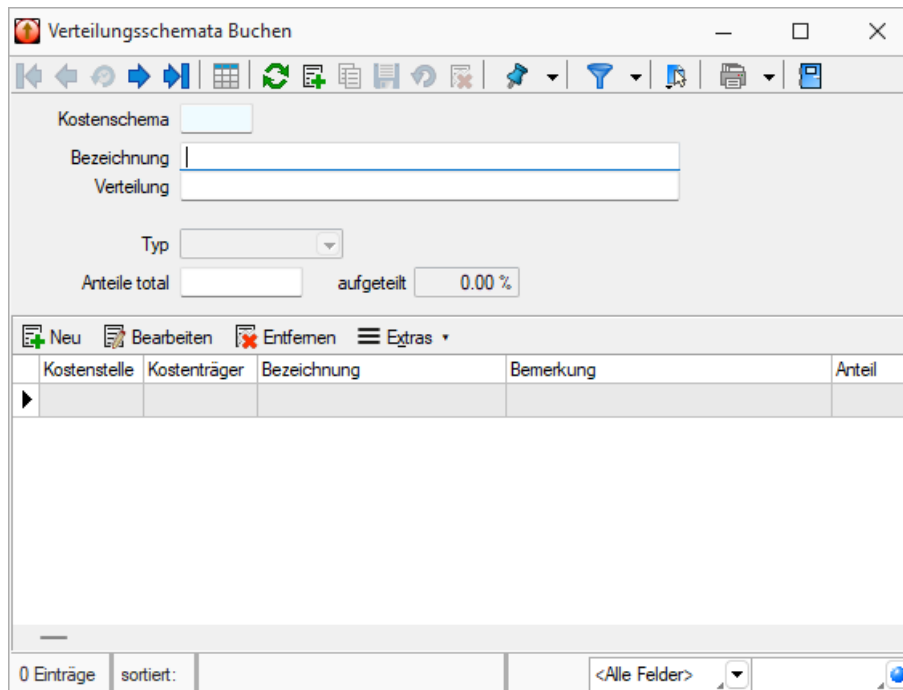 Verteilungsschemata Buchen
Kostenschema
Bezeichnung
Verteilung
Typ
Anteile total aufgeteilt 0.00 %
Neu Bearbeiten Entfernen Extras
Kostenstelle Kostenträger Bezeichnung Bemerkung Anteil
0 Einträge sortiert: <Alle Felder>